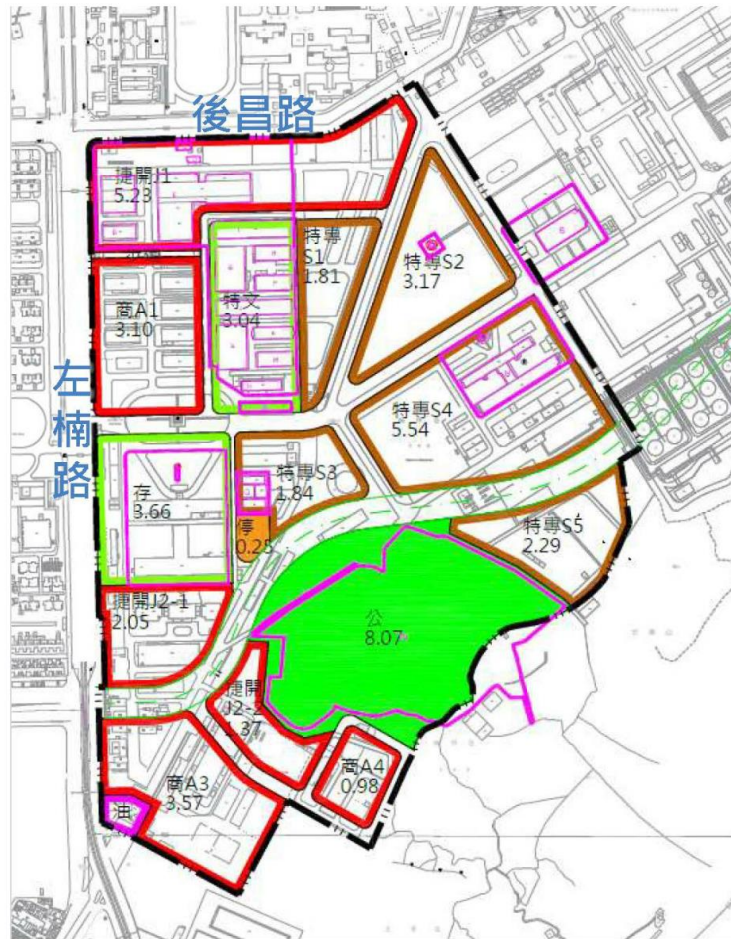 後昌路
捷開J1
5.23
特專
S1
1.81
特專S2
3.17
商A1
3.10
特文
3.04
左楠路
特專S4
5.54
存
3.66
特專S3
1.84
停
0.25
特專S5
2.29
捷開J2-1
2.05
公
8.07
捷開
J2-2
1.37
商A3
3.57
商A4
0.98
油